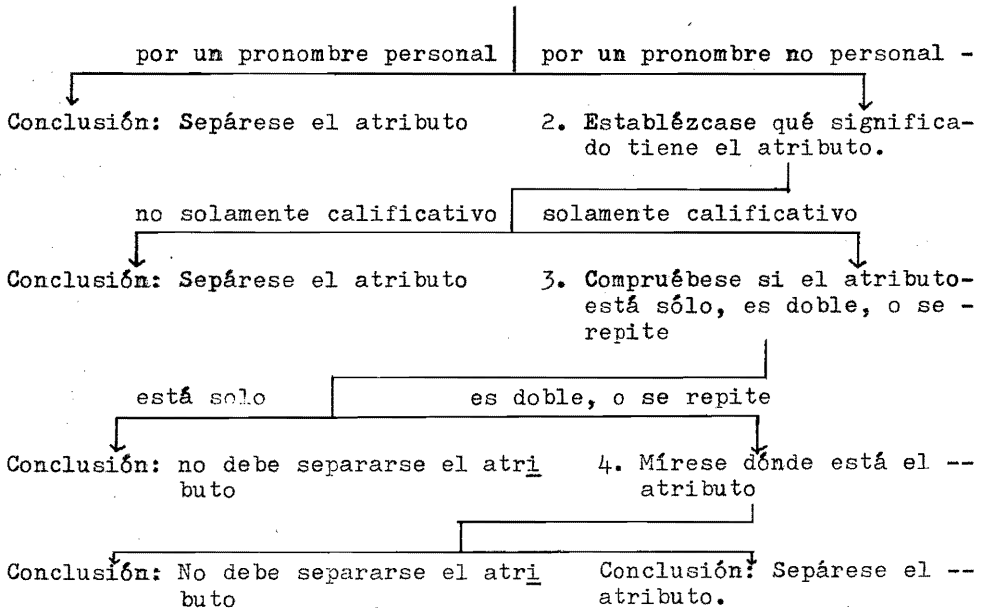 por un pronombre personal por un pronombre no personal -
Conclusión: Sepárese el atributo 2. Establézcase qué significa-
do tiene el atributo.
no solamente calificativo solamente calificativo
Conclusión: Sepárese el atributo 3. Compruébese si el atributo-
está sólo, es doble, o se -
repite
está solo es doble, o se repite
Conclusión: no debe separarse el atri 4. Mírese dónde está el --
buto atributo
Conclusión: No debe separarse el atri Conclusión: Sepárese el --
buto atributo.